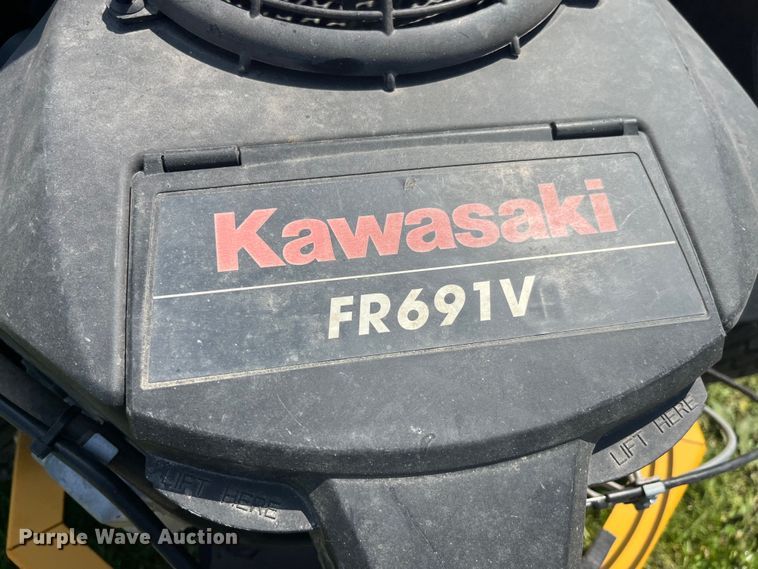 Kawasaki
FR691V
LIFT HERE
LIFT HERE
Purple Wave Auction